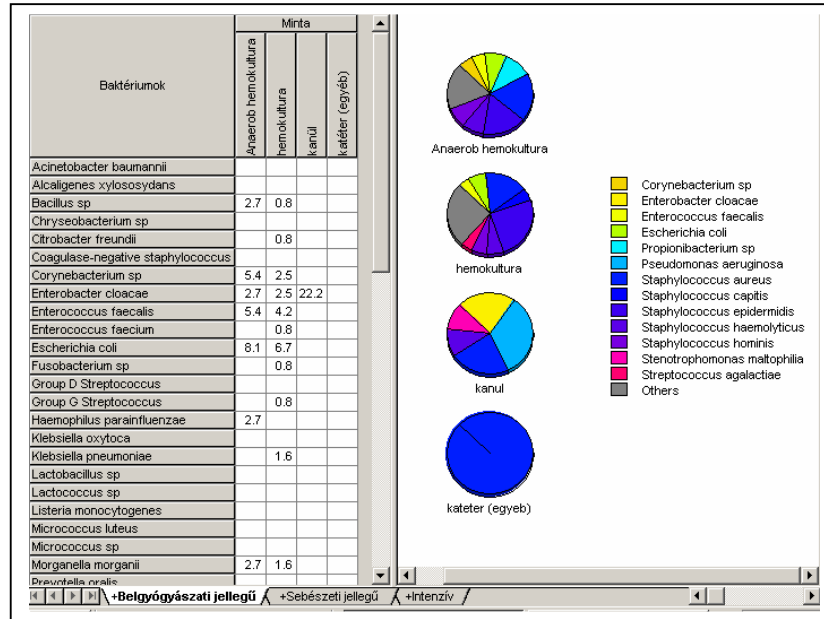 Minta
Baktériumok
Anaerob hemokultura
hemokultura
kanül
katéter (egyéb)
Acinetobacter baumannii
Alcaligenes xylososydans
Bacillus sp 2.7 0.8
Chryseobacterium sp
Citrobacter freundii 0.8
Coagulase-negative staphylococcus
Corynebacterium sp 5.4 2.5
Enterobacter cloacae 2.7 2.5 22.2
Enterococcus faecalis 5.4 4.2
Enterococcus faecium 0.8
Escherichia coli 8.1 6.7
Fusobacterium sp 0.8
Group D Streptococcus
Group G Streptococcus 0.8
Haemophilus parainfluenzae 2.7
Klebsiella oxytoca
Klebsiella pneumoniae 1.6
Lactobacillus sp
Lactococcus sp
Listeria monocytogenes
Micrococcus luteus
Micrococcus sp
Morganella morganii 2.7 1.6
Prevotella oralis
+Belgyógyászati jellegű
+Sebészeti jellegű
+Intenzív
Anaerob hemokultura
hemokultura
kanul
kateter (egyeb)
Corynebacterium sp
Enterobacter cloacae
Enterococcus faecalis
Escherichia coli
Propionibacterium sp
Pseudomonas aeruginosa
Staphylococcus aureus
Staphylococcus capitis
Staphylococcus epidermidis
Staphylococcus haemolyticus
Staphylococcus hominis
Stenotrophomonas maltophilia
Streptococcus agalactiae
Others